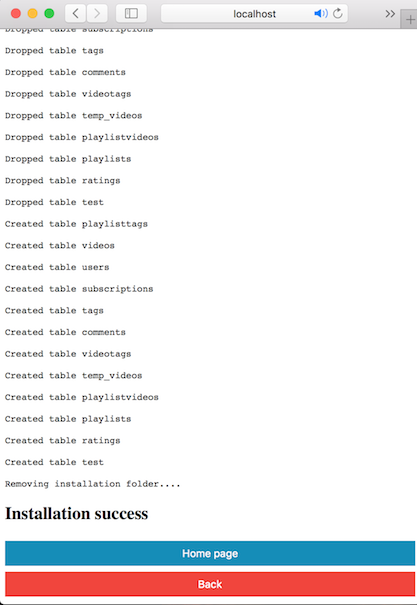 localhost
Dropped table subscriptions
Dropped table tags
Dropped table comments
Dropped table videotags
Dropped table temp_videos
Dropped table playlistvideos
Dropped table playlists
Dropped table ratings
Dropped table test
Created table playlisttags
Created table videos
Created table users
Created table subscriptions
Created table tags
Created table comments
Created table videotags
Created table temp_videos
Created table playlistvideos
Created table playlists
Created table ratings
Created table test
Removing installation folder....
Installation success
Home page
Back